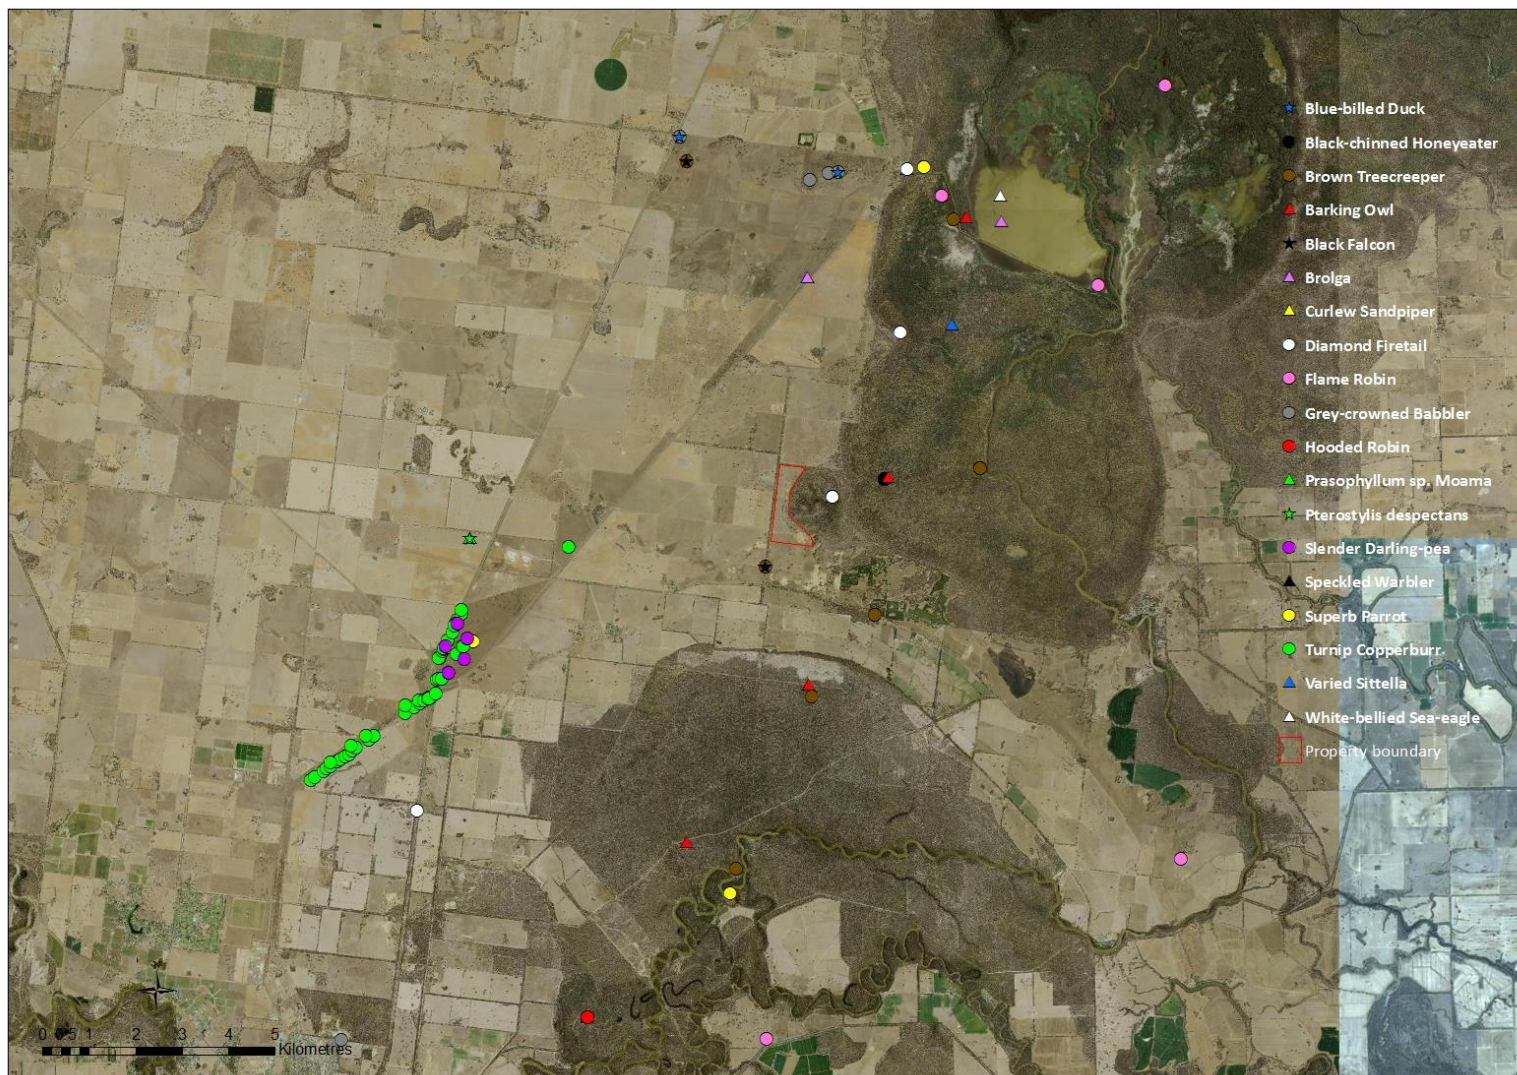 Blue-billed Duck
Black-chinned Honeyeater
Brown Treecreeper
Barking Owl
Black Falcon
Brolga
Curlew Sandpiper
Diamond Firetail
Flame Robin
Grey-crowned Babbler
Hooded Robin
Prasophyllum sp. Moama
Pterostylis despectans
Slender Darling-pea
Speckled Warbler
Superb Parrot
Turnip Copperburr
Varied Sittella
White-bellied Sea-eagle
Property boundary
0 0.5 1 2 3 4 5
Kilometres